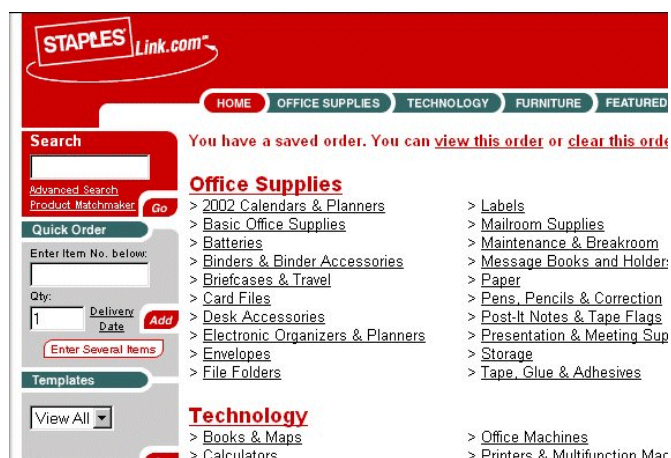 STAPLES Link.com
HOME OFFICE SUPPLIES TECHNOLOGY FURNITURE FEATURED
Search
Advanced Search
Product Matchmaker
Go
Quick Order
Enter Item No. below:
Qty:
1
Delivery
Date
Add
Enter Several Items
Templates
View All
You have a saved order. You can view this order or clear this orde
Office Supplies
> 2002 Calendars & Planners
> Basic Office Supplies
> Batteries
> Binders & Binder Accessories
> Briefcases & Travel
> Card Files
> Desk Accessories
> Electronic Organizers & Planners
> Envelopes
> File Folders
> Labels
> Mailroom Supplies
> Maintenance & Breakroom
> Message Books and Holders
> Paper
> Pens, Pencils & Correction
> Post-It Notes & Tape Flags
> Presentation & Meeting Sup
> Storage
> Tape, Glue & Adhesives
Technology
> Books & Maps
> Calculators
> Office Machines
> Printers & Multifunction Mac